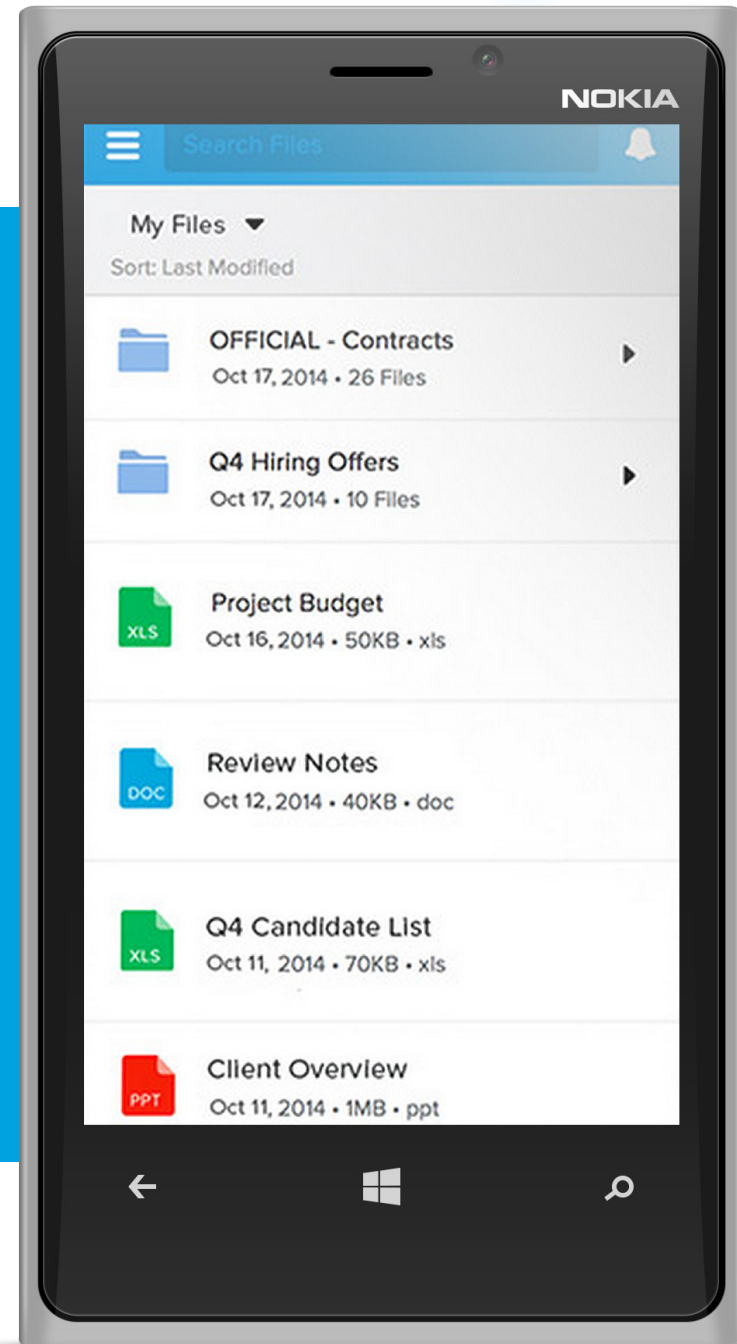 NOKIA
Search Files
My Files
Sort: Last Modified
OFFICIAL - Contracts
Oct 17, 2014 • 26 Files
Q4 Hiring Offers
Oct 17, 2014 • 10 Files
XLS
Project Budget
Oct 16, 2014 • 50KB • xls
DOC
Review Notes
Oct 12, 2014 • 40KB • doc
XLS
Q4 Candidate List
Oct 11, 2014 • 70KB • xls
PPT
Client Overview
Oct 11, 2014 • 1MB • ppt